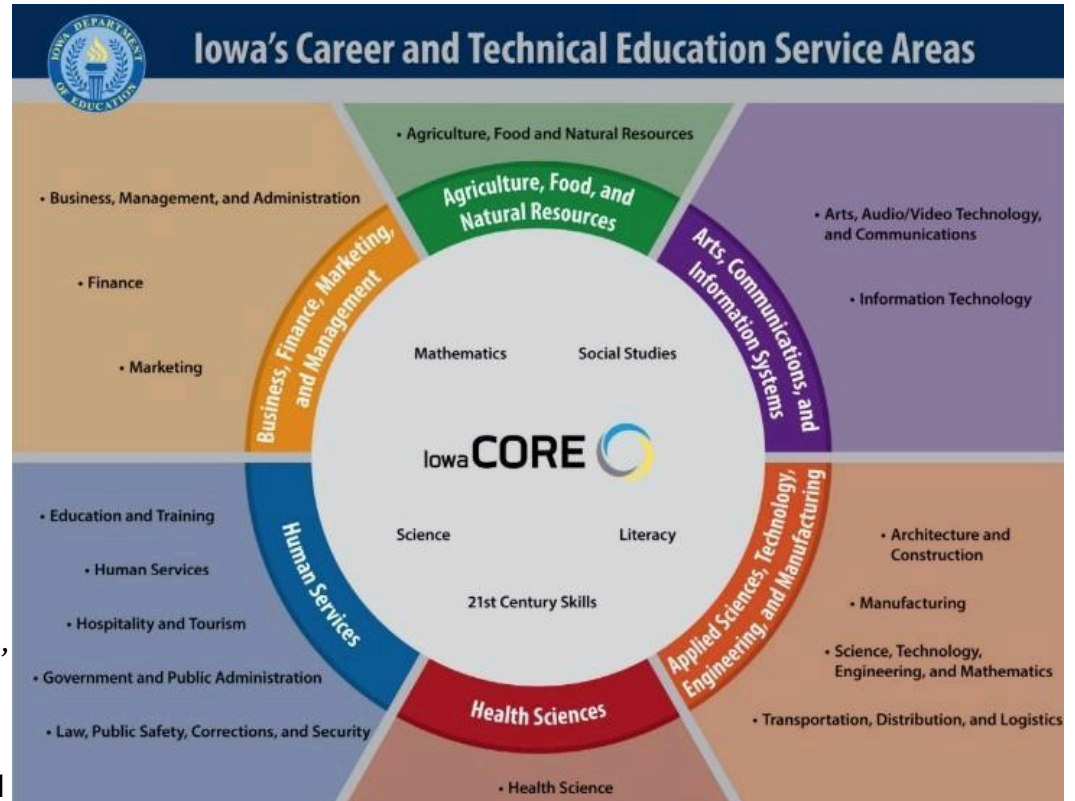 IOWA DEPARTMENT
OF EDUCATION
Iowa's Career and Technical Education Service Areas
• Agriculture, Food and Natural Resources
Agriculture, Food, and
Natural Resources
• Business, Management, and Administration
• Finance
• Marketing
Business, Finance, Marketing,
and Management
• Arts, Audio/Video Technology,
and Communications
• Information Technology
Arts, Communications, and
Information Systems
Mathematics
Social Studies
Iowa CORE
Science
Literacy
21st Century Skills
• Education and Training
• Human Services
• Hospitality and Tourism
• Government and Public Administration
• Law, Public Safety, Corrections, and Security
Human Services
• Architecture and
Construction
• Manufacturing
• Science, Technology,
Engineering, and Mathematics
• Transportation, Distribution, and Logistics
Applied Sciences, Technology,
Engineering, and Manufacturing
Health Sciences
• Health Science
,